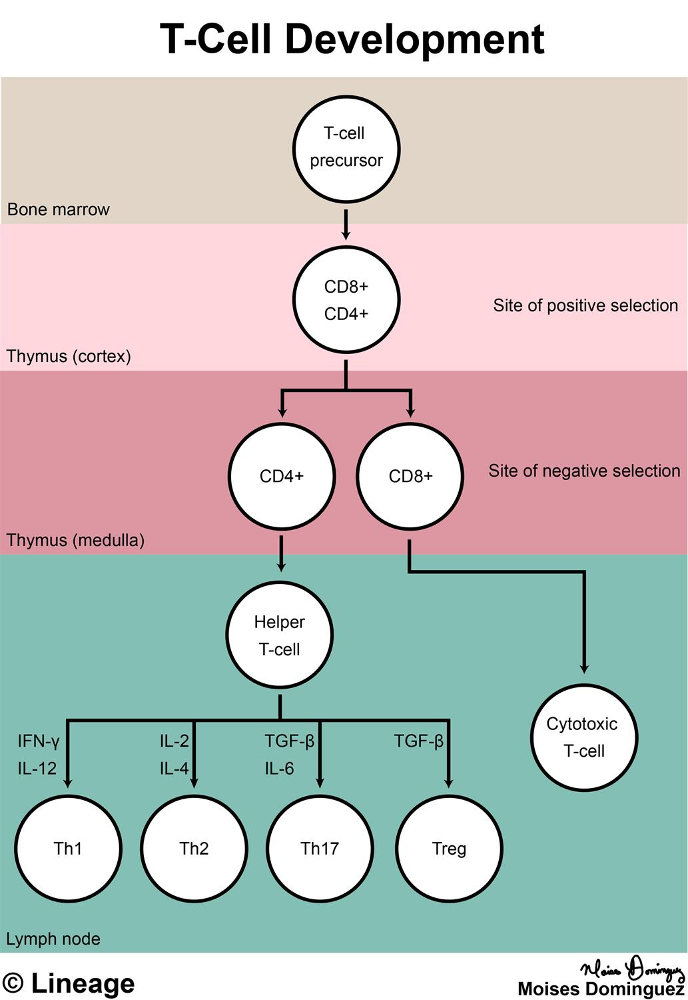 T-Cell Development
T-cell
precursor
Bone marrow
CD8+
CD4+
Site of positive selection
Thymus (cortex)
CD4+
CD8+
Site of negative selection
Thymus (medulla)
Helper
T-cell
Cytotoxic
T-cell
IFN-γ
IL-12
IL-2
IL-4
TGF-β
IL-6
TGF-β
Th1
Th2
Th17
Treg
Lymph node
© Lineage
Moises Dominguez
Moises Dominguez